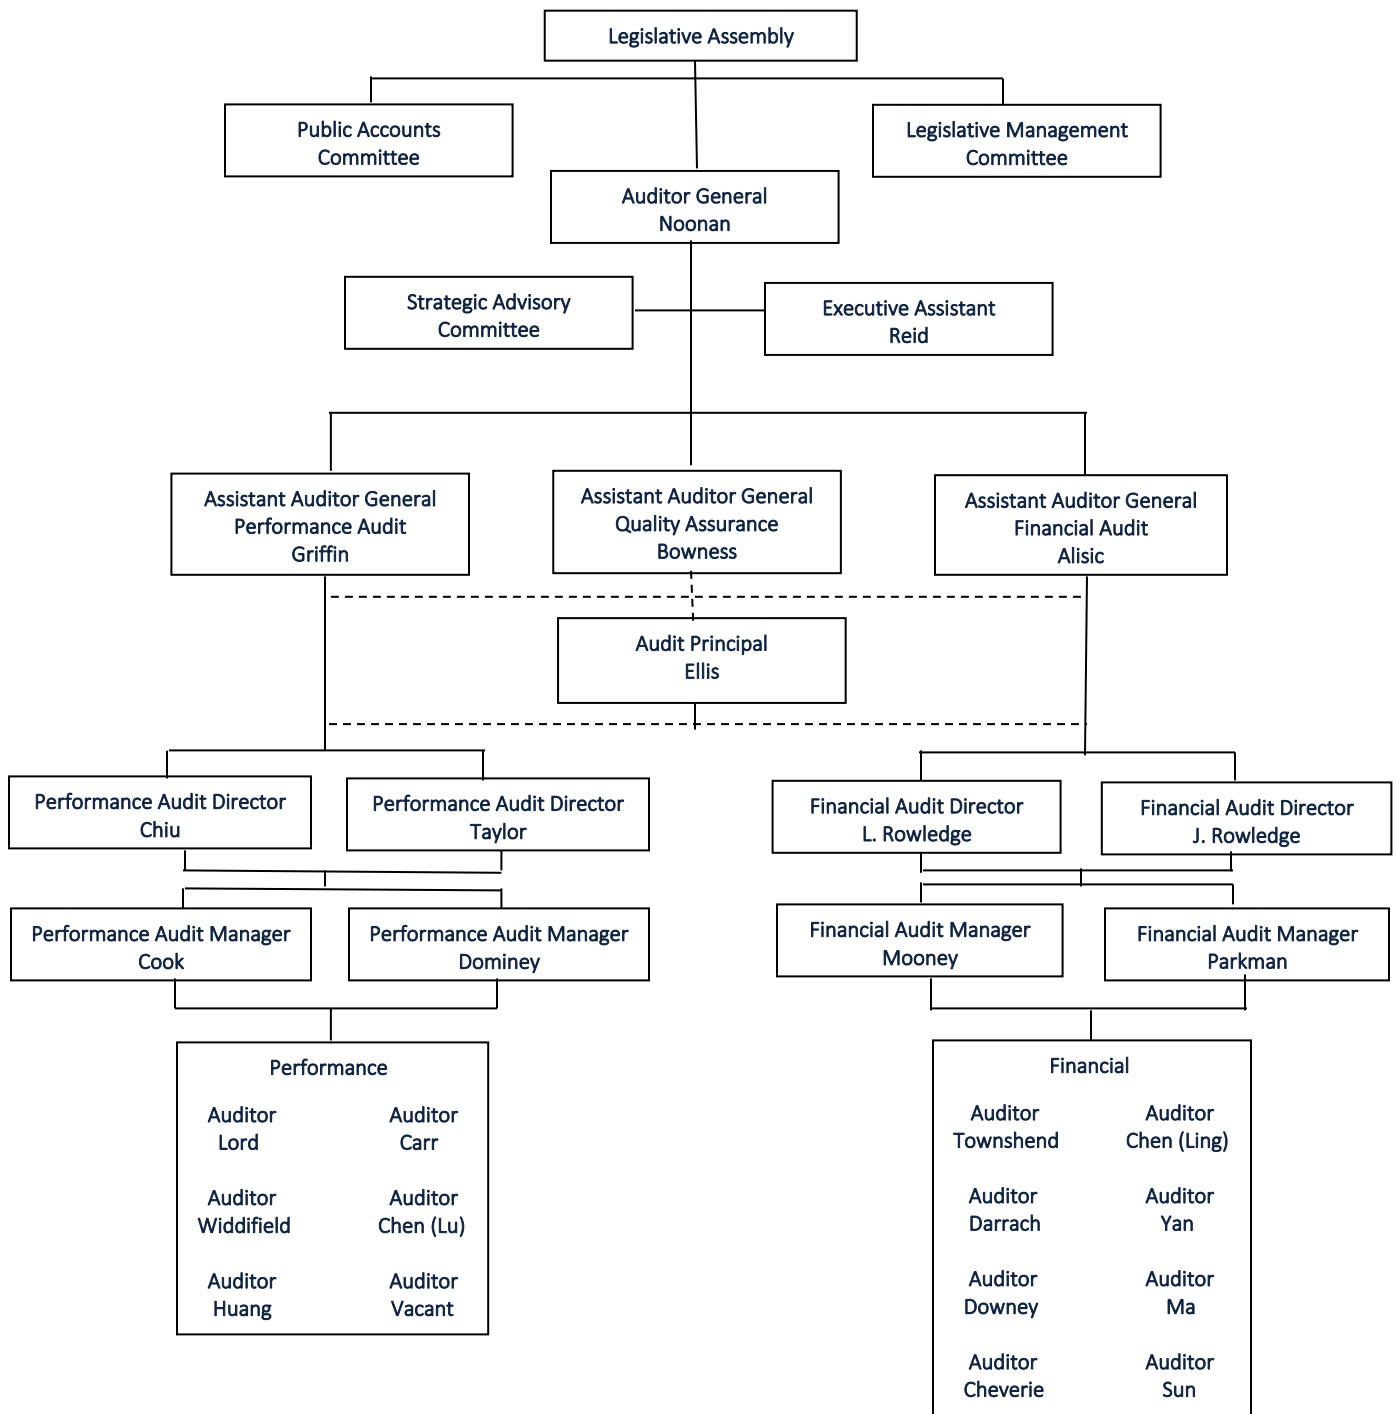 Legislative Assembly
Public Accounts
Committee
Legislative Management
Committee
Auditor General
Noonan
Strategic Advisory
Committee
Executive Assistant
Reid
Assistant Auditor General
Performance Audit
Griffin
Assistant Auditor General
Quality Assurance
Bowness
Assistant Auditor General
Financial Audit
Alisic
Audit Principal
Ellis
Performance Audit Director
Chiu
Performance Audit Director
Taylor
Financial Audit Director
L. Rowledge
Financial Audit Director
J. Rowledge
Performance Audit Manager
Cook
Performance Audit Manager
Dominey
Financial Audit Manager
Mooney
Financial Audit Manager
Parkman
Performance
Auditor
Lord
Auditor
Carr
Auditor
Widdifield
Auditor
Chen (Lu)
Auditor
Huang
Auditor
Vacant
Financial
Auditor
Townshend
Auditor
Chen (Ling)
Auditor
Darrach
Auditor
Yan
Auditor
Downey
Auditor
Ma
Auditor
Cheverie
Auditor
Sun